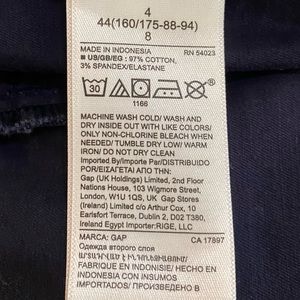 4
44(160/175-88-94)
8
MADE IN INDONESIA RN 54023
■ US/GB/EG : 97% COTTON,
3% SPANDEX/ELASTANE
30
1166
MACHINE WASH COLD/ WASH AND
DRY INSIDE OUT WITH LIKE COLORS/
ONLY NON-CHLORINE BLEACH WHEN
NEEDED/ TUMBLE DRY LOW/ WARM
IRON/ DO NOT DRY CLEAN
Imported By/Importe Par/DISTRIBUIDO
POR/ΕΙΣΑΓΕΤΑΙ ΑΠΟ ΤΗΝ:
Gap (UK Holdings) Limited, 2nd Floor
Nations House, 103 Wigmore Street,
London, W1U 1QS, UK Gap Stores
(Ireland) Limited c/o Arthur Cox, 10
Earlsfort Terrace, Dublin 2, D02 T380,
Ireland Egypt Importer:RIGE, LLC
MARCA: GAP CA 17897
Одежда второго слоя
FABRIQUE EN INDONESIE/ HECHO EN
INDONESIA/ ПРОИЗВЕДЕНО В